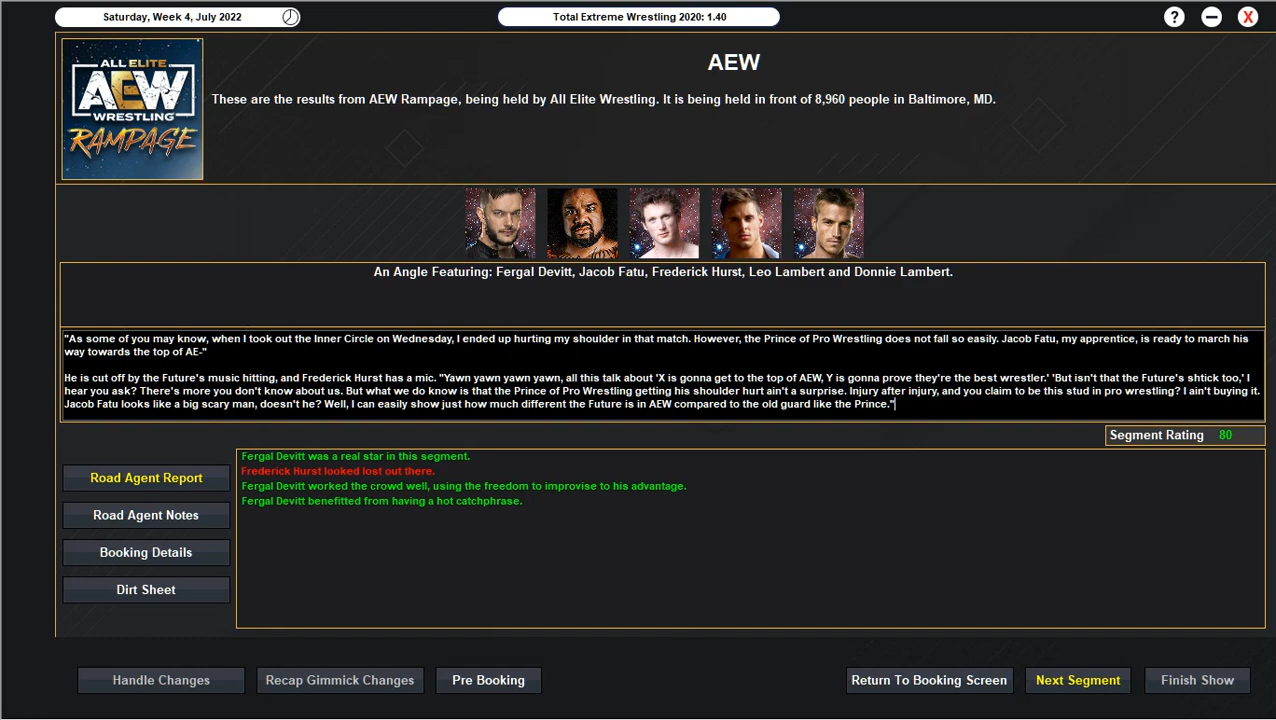 Saturday, Week 4, July 2022
Total Extreme Wrestling 2020: 1.40
?
X
ALL ELITE
AEW
WRESTLING
RAMPAGE
AEW
These are the results from AEW Rampage, being held by All Elite Wrestling. It is being held in front of 8,960 people in Baltimore, MD.
An Angle Featuring: Fergal Devitt, Jacob Fatu, Frederick Hurst, Leo Lambert and Donnie Lambert.
"As some of you may know, when I took out the Inner Circle on Wednesday, I ended up hurting my shoulder in that match. However, the Prince of Pro Wrestling does not fall so easily. Jacob Fatu, my apprentice, is ready to march his
way towards the top of AE-"
He is cut off by the Future's music hitting, and Frederick Hurst has a mic. "Yawn yawn yawn yawn, all this talk about 'X is gonna get to the top of AEW, Y is gonna prove they're the best wrestler.' 'But isn't that the Future's shtick too,' I
hear you ask? There's more you don't know about us. But what we do know is that the Prince of Pro Wrestling getting his shoulder hurt ain't a surprise. Injury after injury, and you claim to be this stud in pro wrestling? I ain't buying it.
Jacob Fatu looks like a big scary man, doesn't he? Well, I can easily show just how much different the Future is in AEW compared to the old guard like the Prince."
Segment Rating 80
Road Agent Report
Road Agent Notes
Booking Details
Dirt Sheet
Fergal Devitt was a real star in this segment.
Frederick Hurst looked lost out there.
Fergal Devitt worked the crowd well, using the freedom to improvise to his advantage.
Fergal Devitt benefitted from having a hot catchphrase.
Handle Changes
Recap Gimmick Changes
Pre Booking
Return To Booking Screen
Next Segment
Finish Show